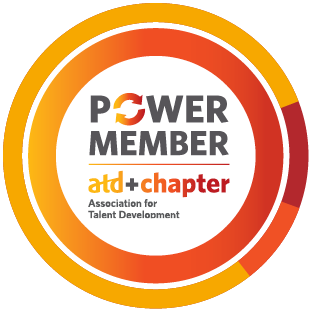 POWER
MEMBER
atd+chapter
Association for
Talent Development